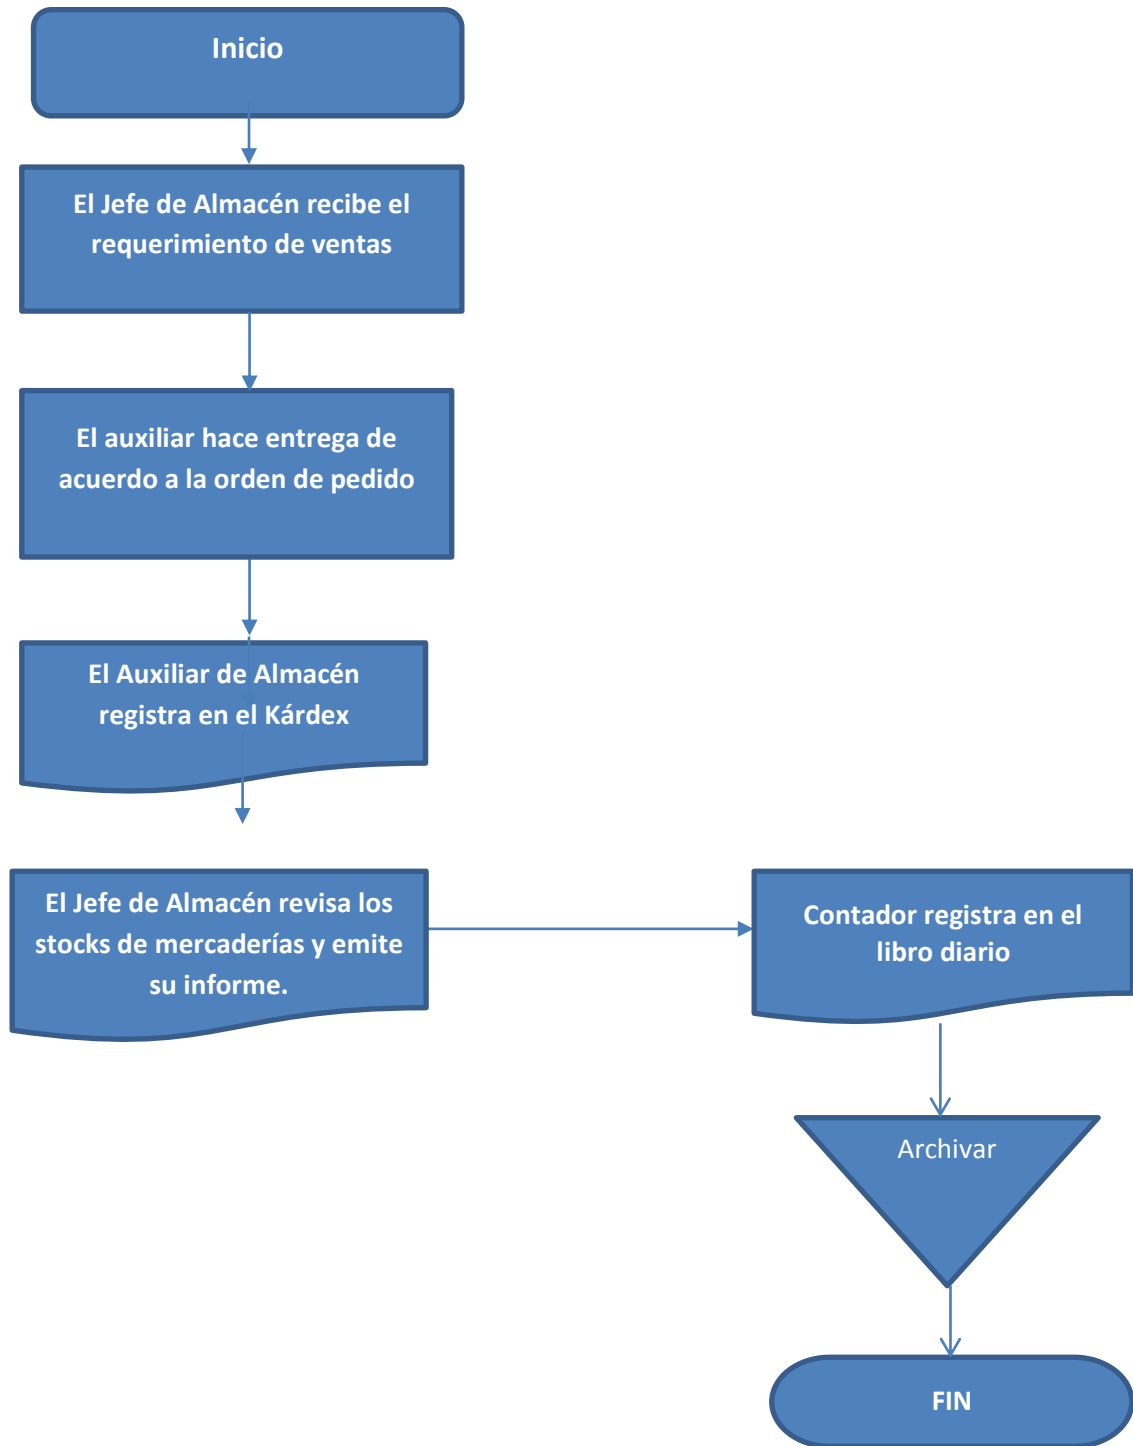 Inicio
El Jefe de Almacén recibe el
requerimiento de ventas
El auxiliar hace entrega de
acuerdo a la orden de pedido
El Auxiliar de Almacén
registra en el Kárdex
El Jefe de Almacén revisa los
stocks de mercaderías y emite
su informe.
Contador registra en el
libro diario
Archivar
FIN